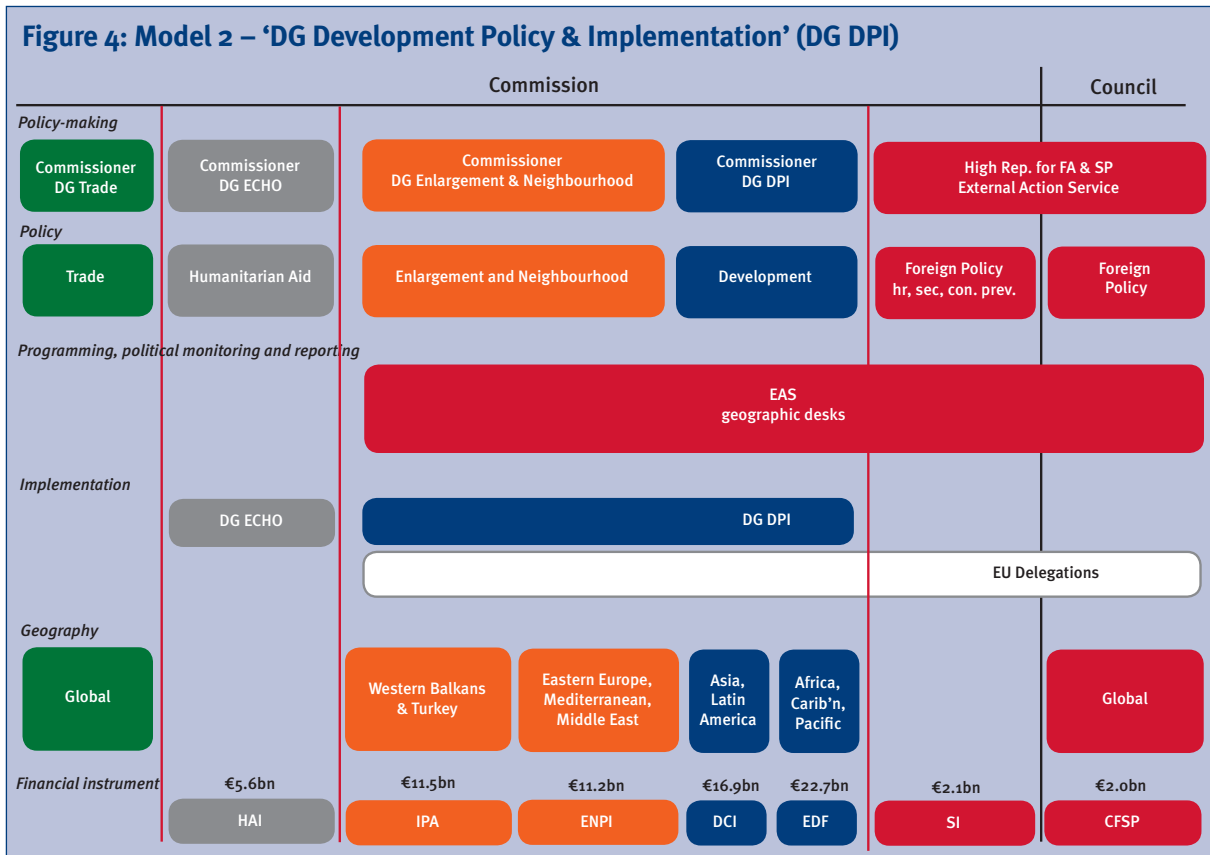 Figure 4: Model 2 – ‘DG Development Policy & Implementation’ (DG DPI)
Commission
Council
Policy-making
Commissioner
DG Trade
Commissioner
DG ECHO
Commissioner
DG Enlargement & Neighbourhood
Commissioner
DG DPI
High Rep. for FA & SP
External Action Service
Policy
Trade
Humanitarian Aid
Enlargement and Neighbourhood
Development
Foreign Policy
hr, sec, con. prev.
Foreign
Policy
Programming, political monitoring and reporting
EAS
geographic desks
Implementation
DG ECHO
DG DPI
EU Delegations
Geography
Global
Western Balkans
& Turkey
Eastern Europe,
Mediterranean,
Middle East
Asia,
Latin
America
Africa,
Carib’n,
Pacific
Global
Financial instrument
€5.6bn
€11.5bn
€11.2bn
€16.9bn
€22.7bn
€2.1bn
€2.0bn
HAI
IPA
ENPI
DCI
EDF
SI
CFSP